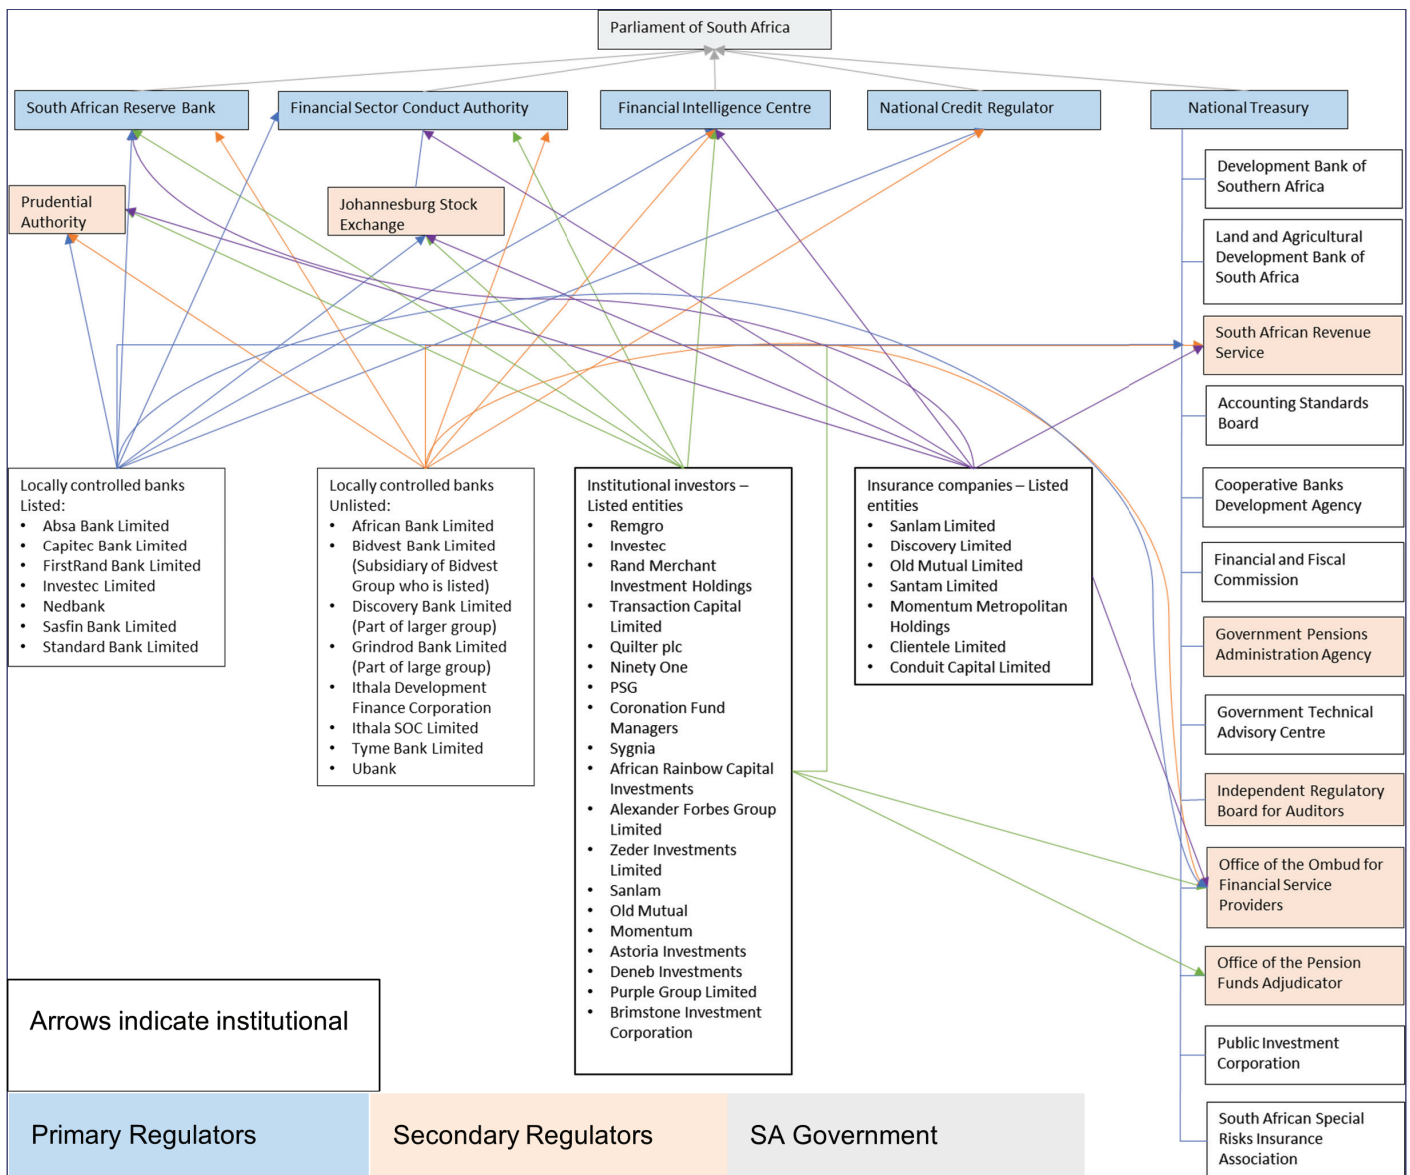 Parliament of South Africa
South African Reserve Bank
Financial Sector Conduct Authority
Financial Intelligence Centre
National Credit Regulator
National Treasury
Prudential
Authority
Johannesburg Stock
Exchange
Development Bank of
Southern Africa
Land and Agricultural
Development Bank of
South Africa
South African Revenue
Service
Accounting Standards
Board
Cooperative Banks
Development Agency
Financial and Fiscal
Commission
Government Pensions
Administration Agency
Government Technical
Advisory Centre
Independent Regulatory
Board for Auditors
Office of the Ombud for
Financial Service
Providers
Office of the Pension
Funds Adjudicator
Public Investment
Corporation
South African Special
Risks Insurance
Association
Locally controlled banks
Listed:
• Absa Bank Limited
• Capitec Bank Limited
• FirstRand Bank Limited
• Investec Limited
• Nedbank
• Sasfin Bank Limited
• Standard Bank Limited
Locally controlled banks
Unlisted:
• African Bank Limited
• Bidvest Bank Limited
(Subsidiary of Bidvest
Group who is listed)
• Discovery Bank Limited
(Part of larger group)
• Grindrod Bank Limited
(Part of large group)
• Ithala Development
Finance Corporation
• Ithala SOC Limited
• Tyme Bank Limited
• Ubank
Institutional investors –
Listed entities
• Remgro
• Investec
• Rand Merchant
Investment Holdings
• Transaction Capital
Limited
• Quilter plc
• Ninety One
• PSG
• Coronation Fund
Managers
• Sygnia
• African Rainbow Capital
Investments
• Alexander Forbes Group
Limited
• Zeder Investments
Limited
• Sanlam
• Old Mutual
• Momentum
• Astoria Investments
• Deneb Investments
• Purple Group Limited
• Brimstone Investment
Corporation
Insurance companies – Listed
entities
• Sanlam Limited
• Discovery Limited
• Old Mutual Limited
• Santam Limited
• Momentum Metropolitan
Holdings
• Clientele Limited
• Conduit Capital Limited
Arrows indicate institutional
Primary Regulators
Secondary Regulators
SA Government